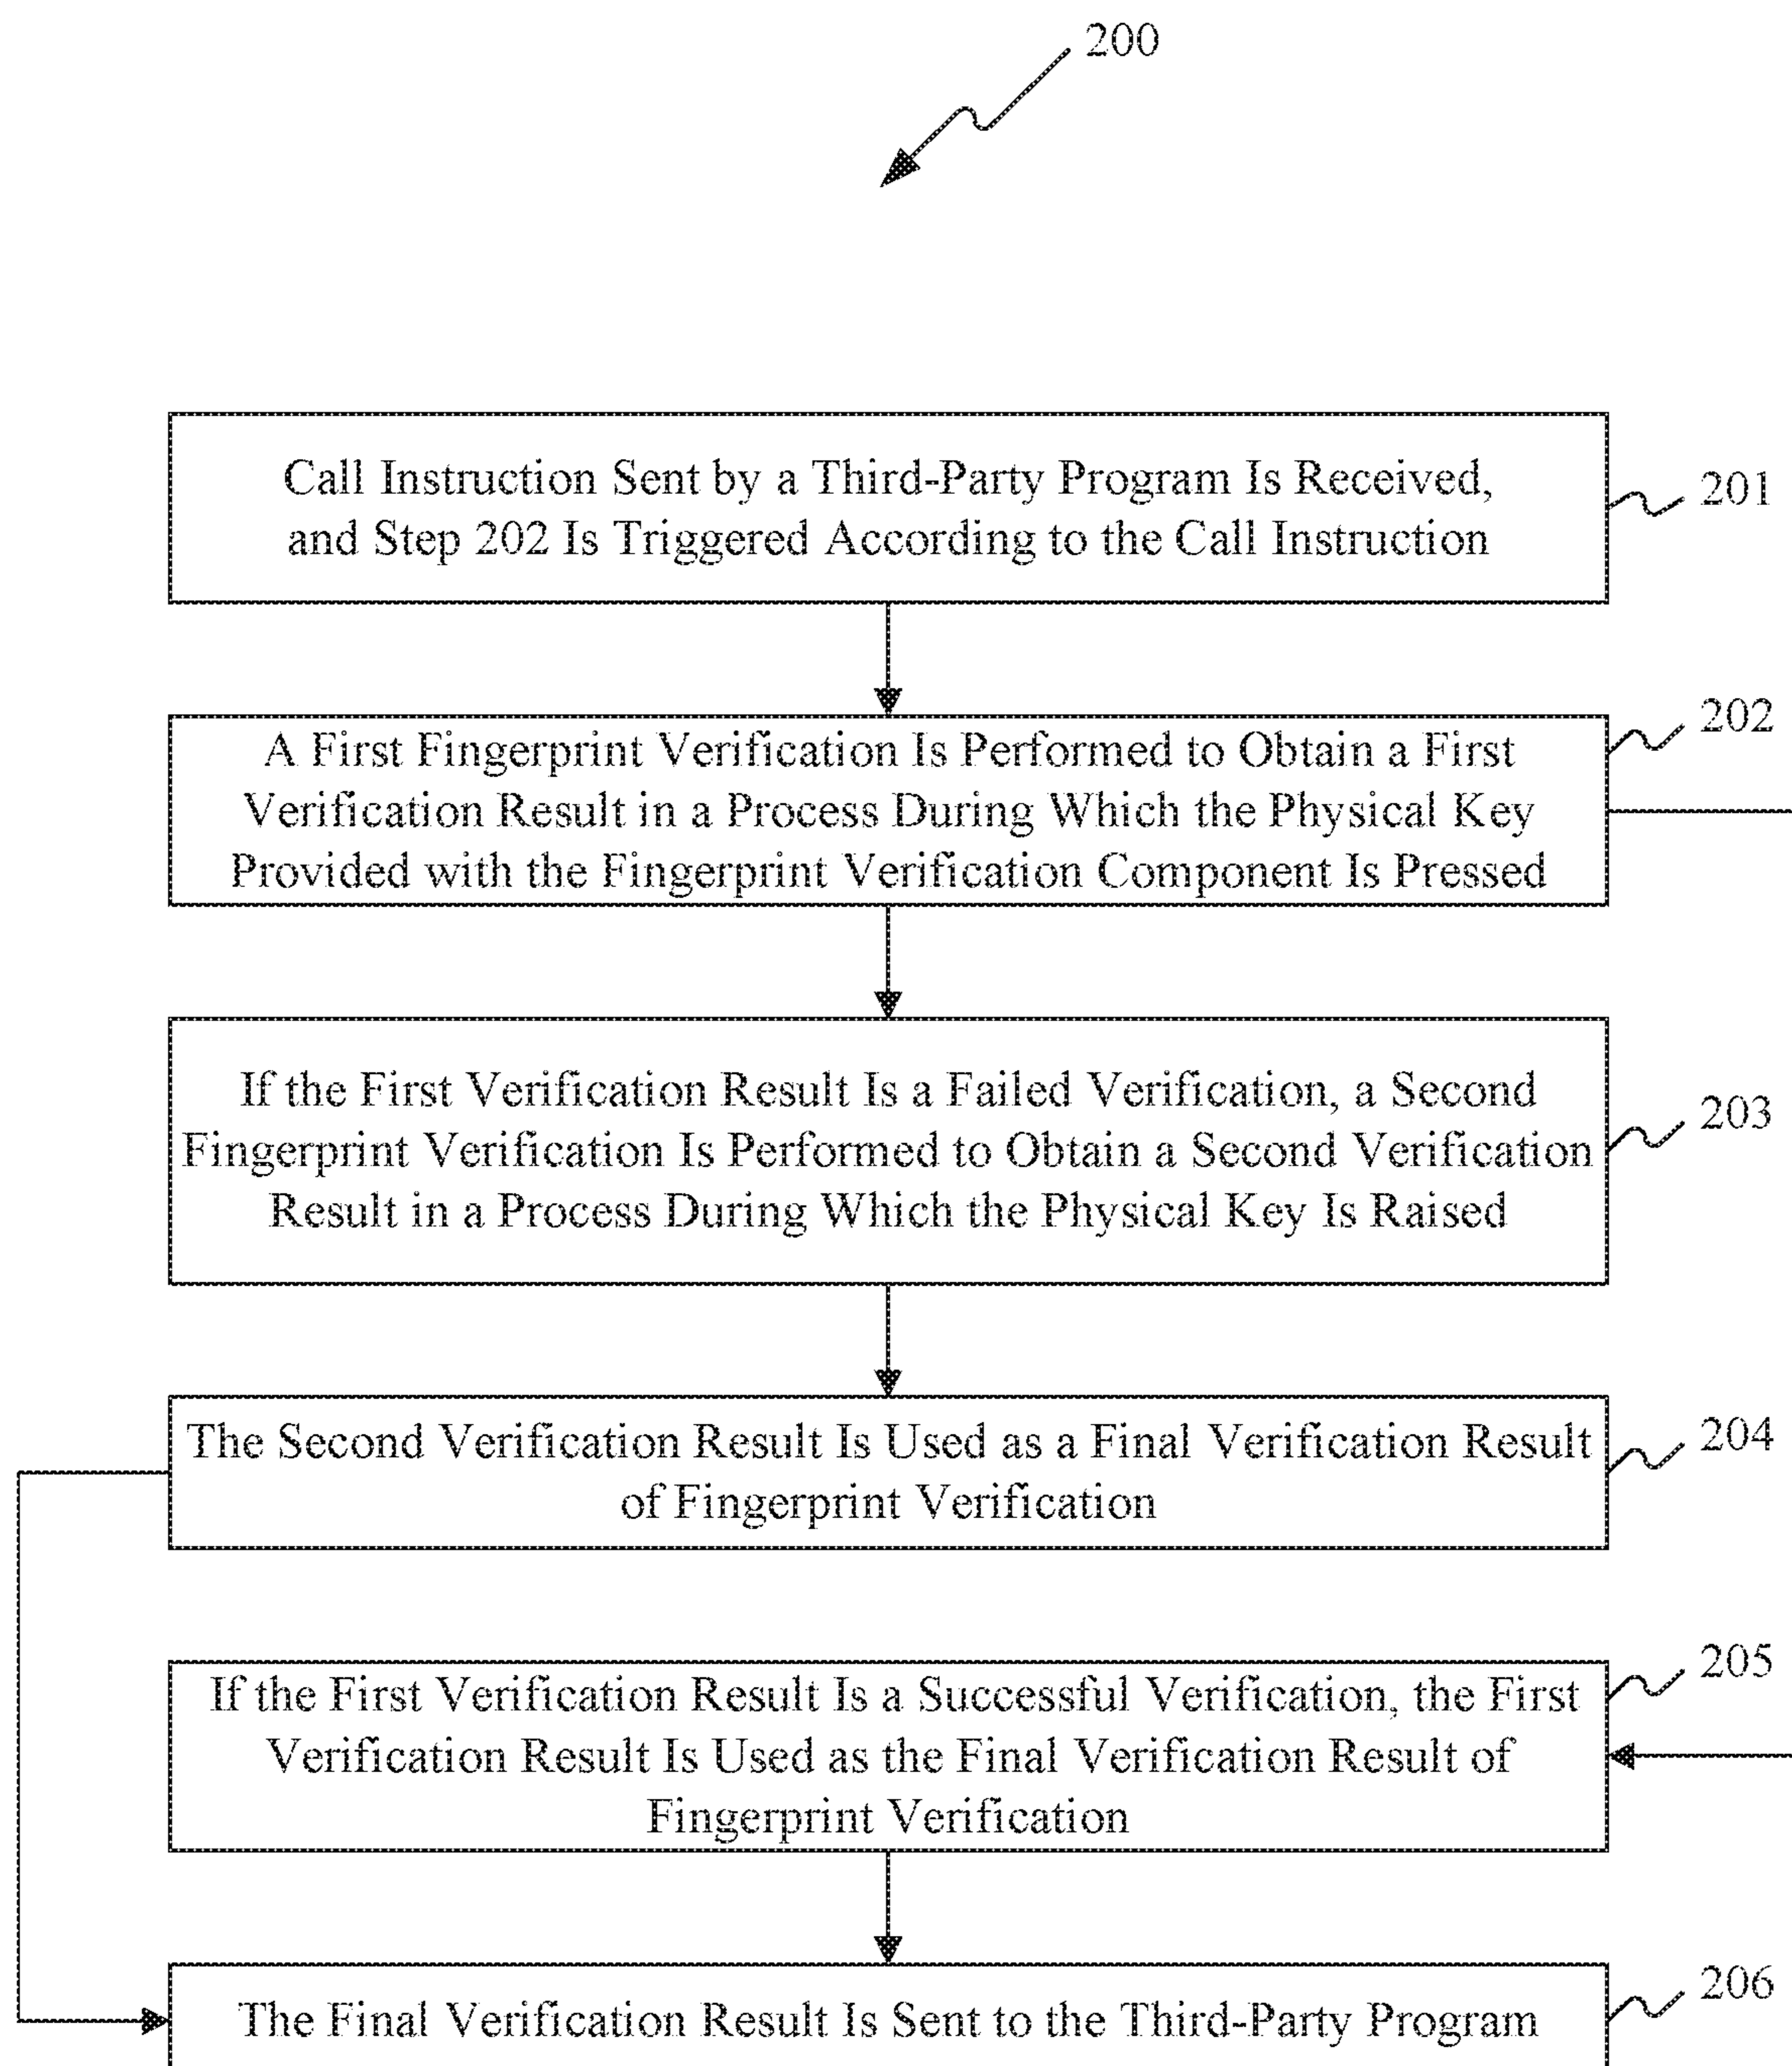 200
Call Instruction Sent by a Third-Party Program Is Received,
and Step 202 Is Triggered According to the Call Instruction
201
A First Fingerprint Verification Is Performed to Obtain a First
Verification Result in a Process During Which the Physical Key
Provided with the Fingerprint Verification Component Is Pressed
202
If the First Verification Result Is a Failed Verification, a Second
Fingerprint Verification Is Performed to Obtain a Second Verification
Result in a Process During Which the Physical Key Is Raised
203
The Second Verification Result Is Used as a Final Verification Result
of Fingerprint Verification
204
If the First Verification Result Is a Successful Verification, the First
Verification Result Is Used as the Final Verification Result of
Fingerprint Verification
205
The Final Verification Result Is Sent to the Third-Party Program
206